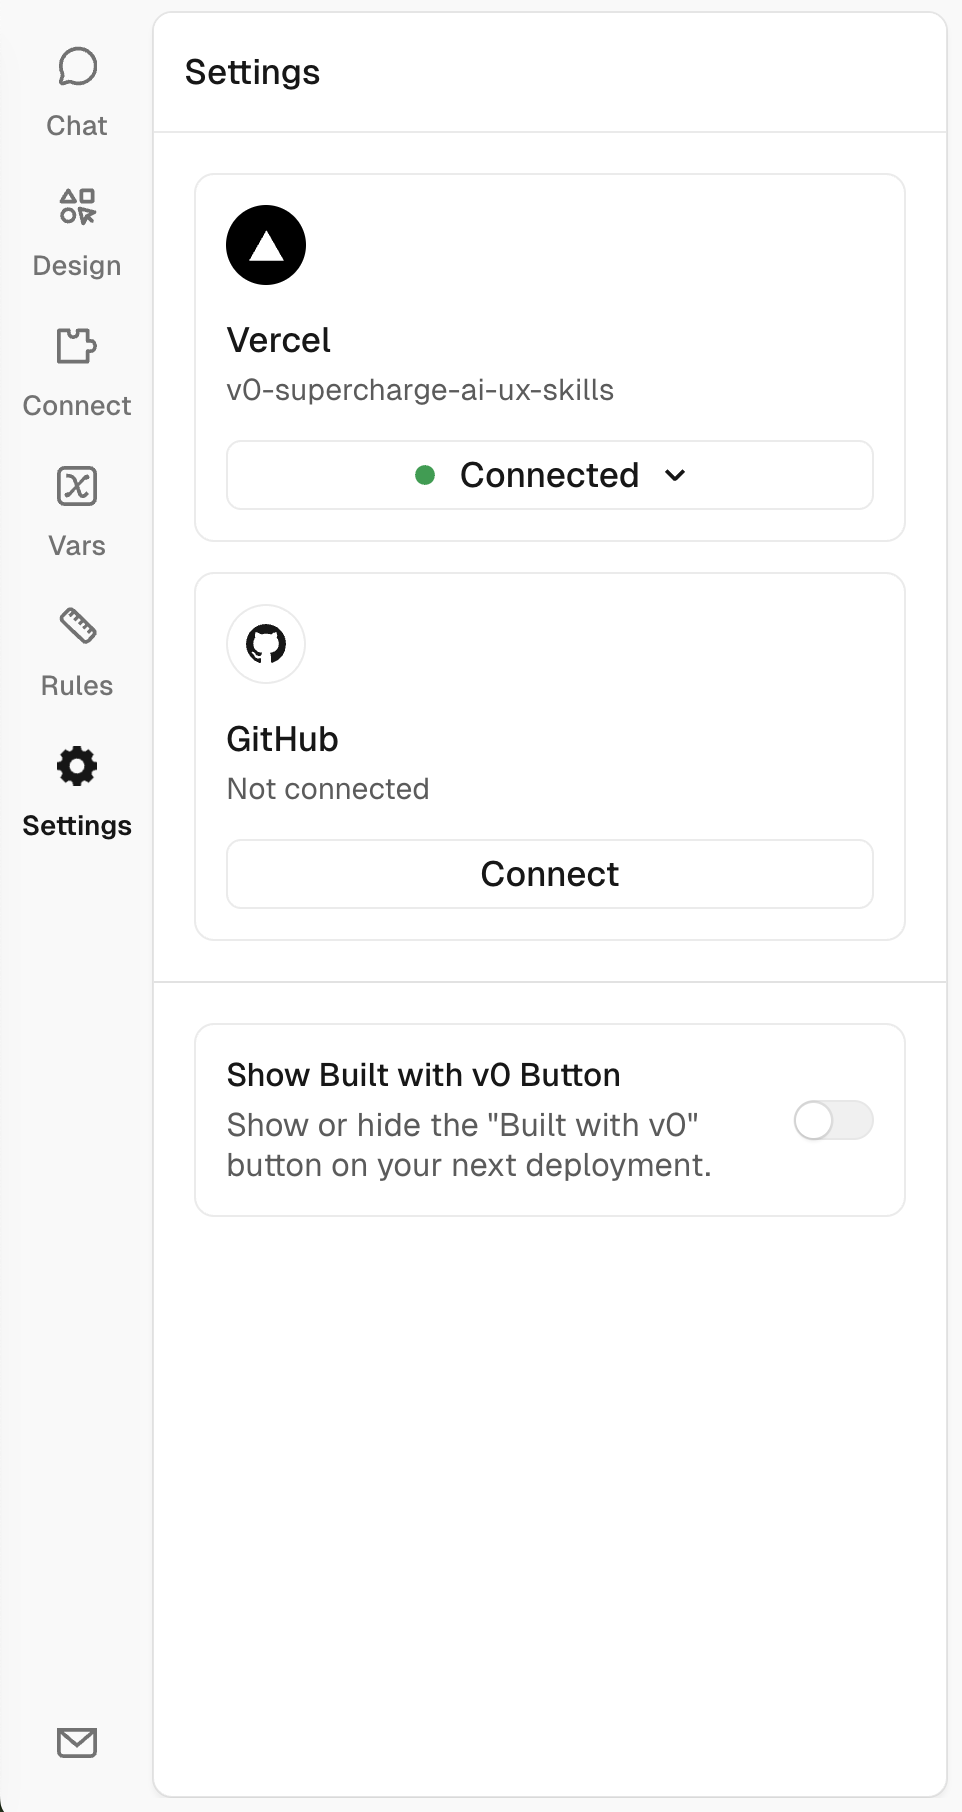 Chat
Design
Connect
Vars
Rules
Settings
Settings
Vercel
v0-supercharge-ai-ux-skills
Connected
GitHub
Not connected
Connect
Show Built with v0 Button
Show or hide the "Built with v0"
button on your next deployment.